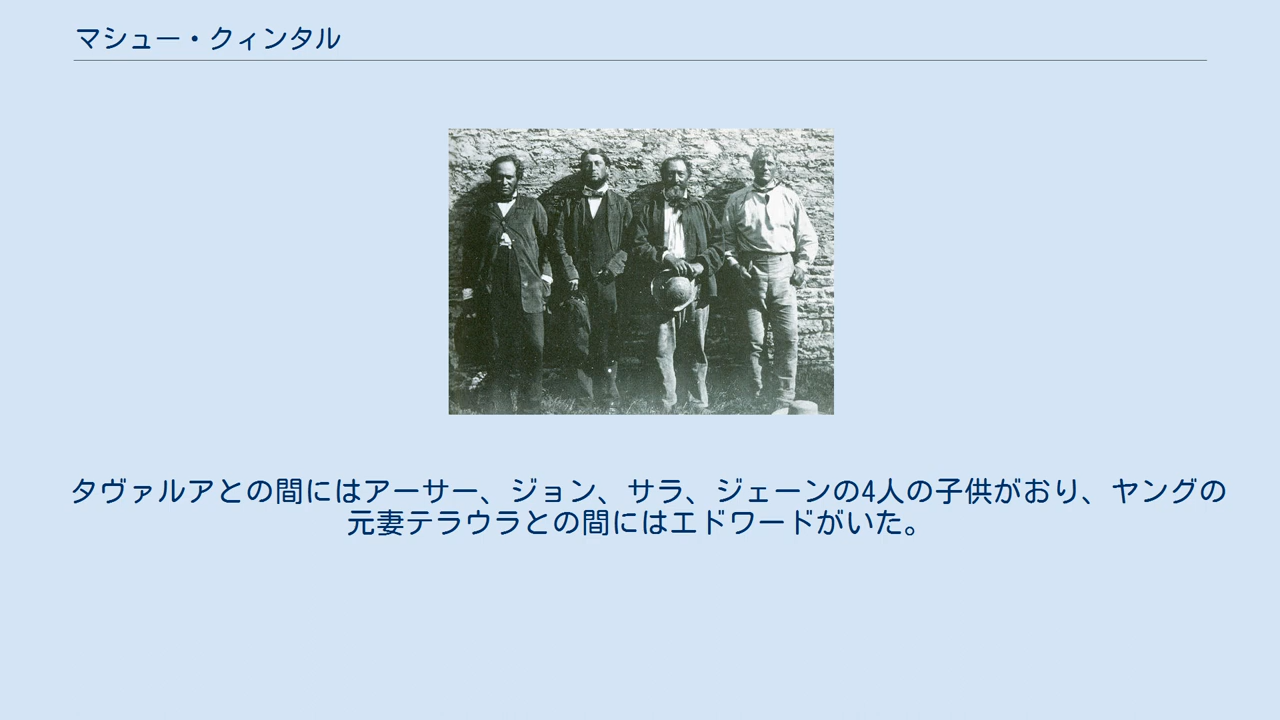 マシュー・クィンタル
タヴァルアとの間にはアーサー、ジョン、サラ、ジェーンの4人の子供がおり、ヤングの
元妻テラウラとの間にはエドワードがいた。